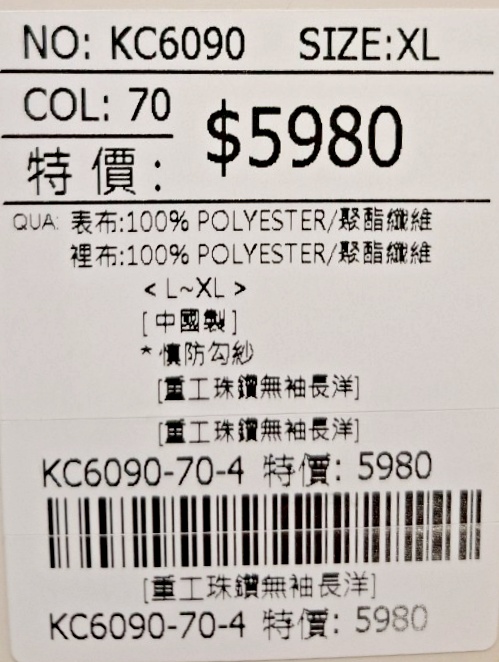 NO: KC6090 SIZE:XL
COL: 70
$5980
特價:
QUA: 表布:100% POLYESTER/聚酯纖維
裡布:100% POLYESTER/聚酯纖維
< L~XL >
[中國製]
*慎防勾紗
[重工珠鑽無袖長洋]
[重工珠鑽無袖長洋]
KC6090-70-4 特價: 5980
[重工珠鑽無袖長洋]
KC6090-70-4 特價: 5980